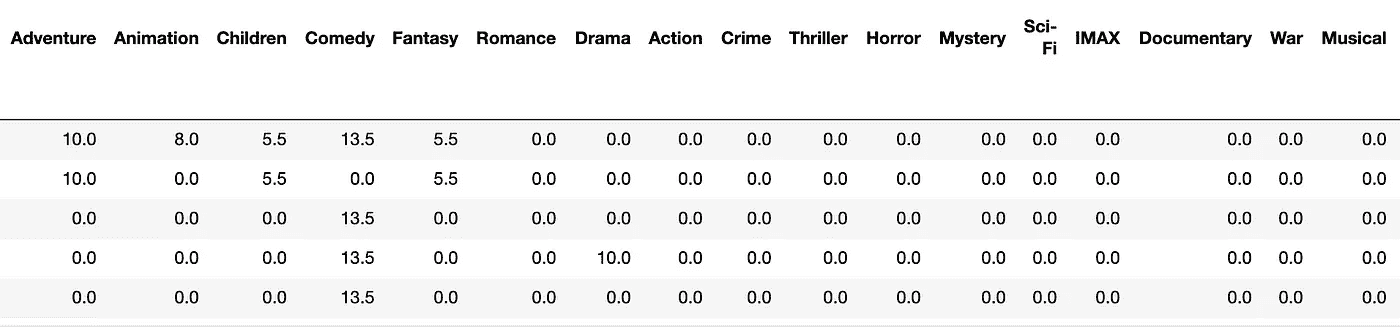 Adventure Animation Children Comedy Fantasy Romance Drama Action Crime Thriller Horror Mystery Sci-
Fi IMAX Documentary War Musical
10.0 8.0 5.5 13.5 5.5 0.0 0.0 0.0 0.0 0.0 0.0 0.0 0.0 0.0 0.0 0.0 0.0
10.0 0.0 5.5 0.0 5.5 0.0 0.0 0.0 0.0 0.0 0.0 0.0 0.0 0.0 0.0 0.0 0.0
0.0 0.0 0.0 13.5 0.0 0.0 0.0 0.0 0.0 0.0 0.0 0.0 0.0 0.0 0.0 0.0 0.0
0.0 0.0 0.0 13.5 0.0 0.0 10.0 0.0 0.0 0.0 0.0 0.0 0.0 0.0 0.0 0.0 0.0
0.0 0.0 0.0 13.5 0.0 0.0 0.0 0.0 0.0 0.0 0.0 0.0 0.0 0.0 0.0 0.0 0.0